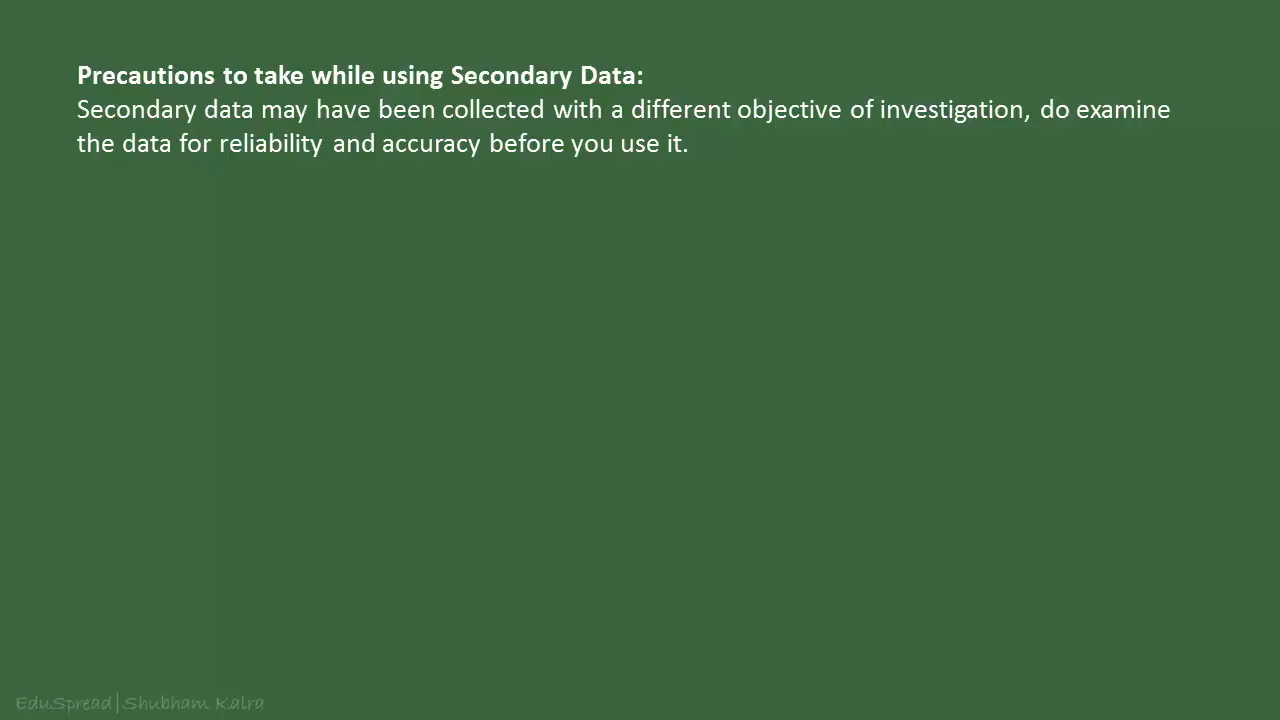 Precautions to take while using Secondary Data:
Secondary data may have been collected with a different objective of investigation, do examine
the data for reliability and accuracy before you use it.
EduSpread|Shubham Kalra